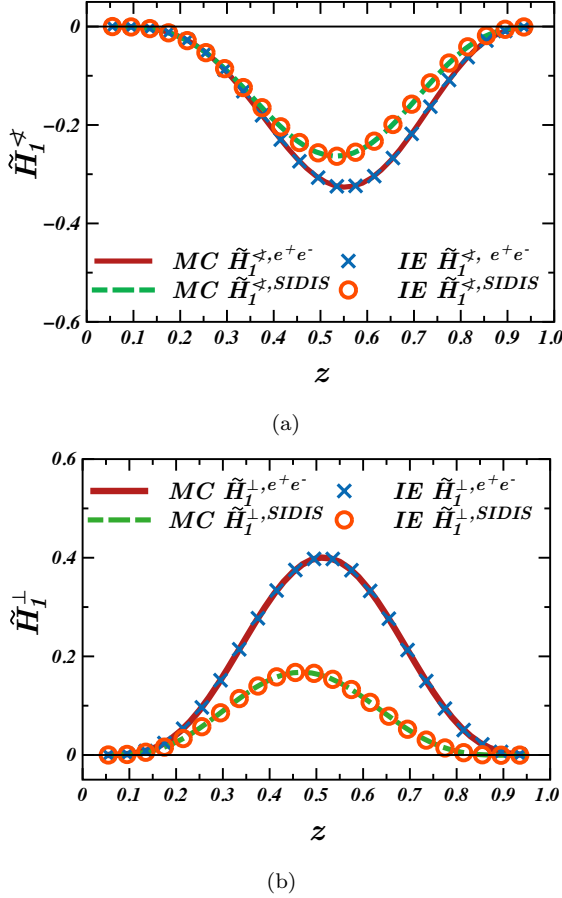 0
-0.2
-0.4
-0.6
H̃₁^∢
MC H̃₁^∢,e⁺e⁻ IE H̃₁^∢, e⁺e⁻
MC H̃₁^∢,SIDIS IE H̃₁^∢,SIDIS
0 0.1 0.2 0.3 0.4 0.5 0.6 0.7 0.8 0.9 1.0
z
(a)
0.6
0.4
0.2
0
H̃₁^⊥
MC H̃₁^⊥,e⁺e⁻ IE H̃₁^⊥,e⁺e⁻
MC H̃₁^⊥,SIDIS IE H̃₁^⊥,SIDIS
0 0.1 0.2 0.3 0.4 0.5 0.6 0.7 0.8 0.9 1.0
z
(b)